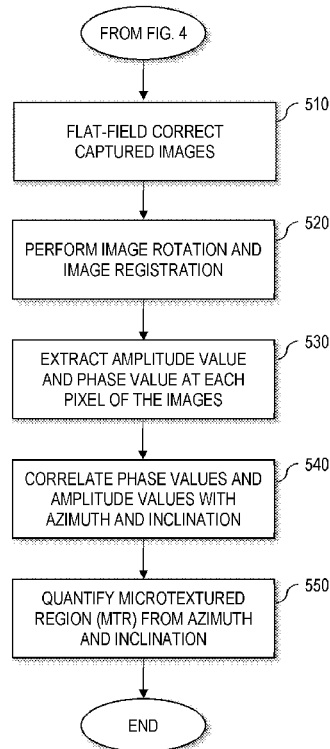 FROM FIG. 4
510
FLAT-FIELD CORRECT
CAPTURED IMAGES
520
PERFORM IMAGE ROTATION AND
IMAGE REGISTRATION
530
EXTRACT AMPLITUDE VALUE
AND PHASE VALUE AT EACH
PIXEL OF THE IMAGES
540
CORRELATE PHASE VALUES AND
AMPLITUDE VALUES WITH
AZIMUTH AND INCLINATION
550
QUANTIFY MICROTEXTURED
REGION (MTR) FROM AZIMUTH
AND INCLINATION
END